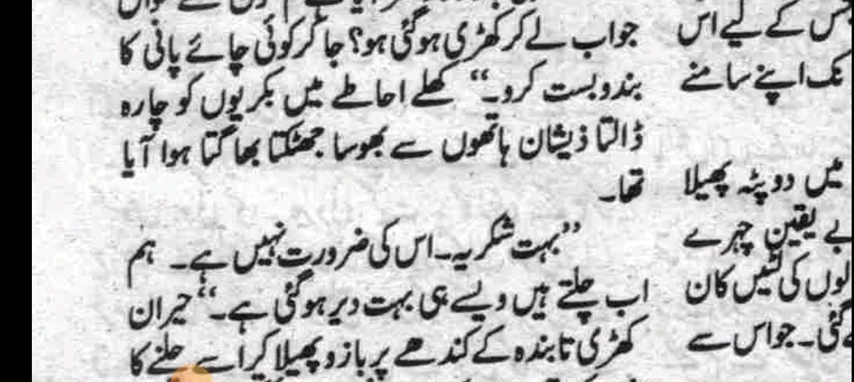 جواب لے کر کھڑی ہوگئی ہو؟ جا کر کوئی چائے پانی کا
بندوبست کرو۔“ کھلے احاطے میں بکریوں کو چارہ
ڈالتا ذیشان ہاتھوں سے بھوسا جھٹکتا بھاگتا ہوا آیا
تھا۔
”بہت شکریہ۔ اس کی ضرورت نہیں ہے۔ ہم
اب چلتے ہیں ویسے ہی بہت دیر ہوگئی ہے۔“ حیران
کھڑی تابندہ کے کندھے پر بازو پھیلا کر اسے چلنے کا
کے لیے اس
تک اپنے سامنے
میں دوپٹہ پھیلا
بے یقین چہرے
کی لٹیں کان
گئی۔ جو اس سے